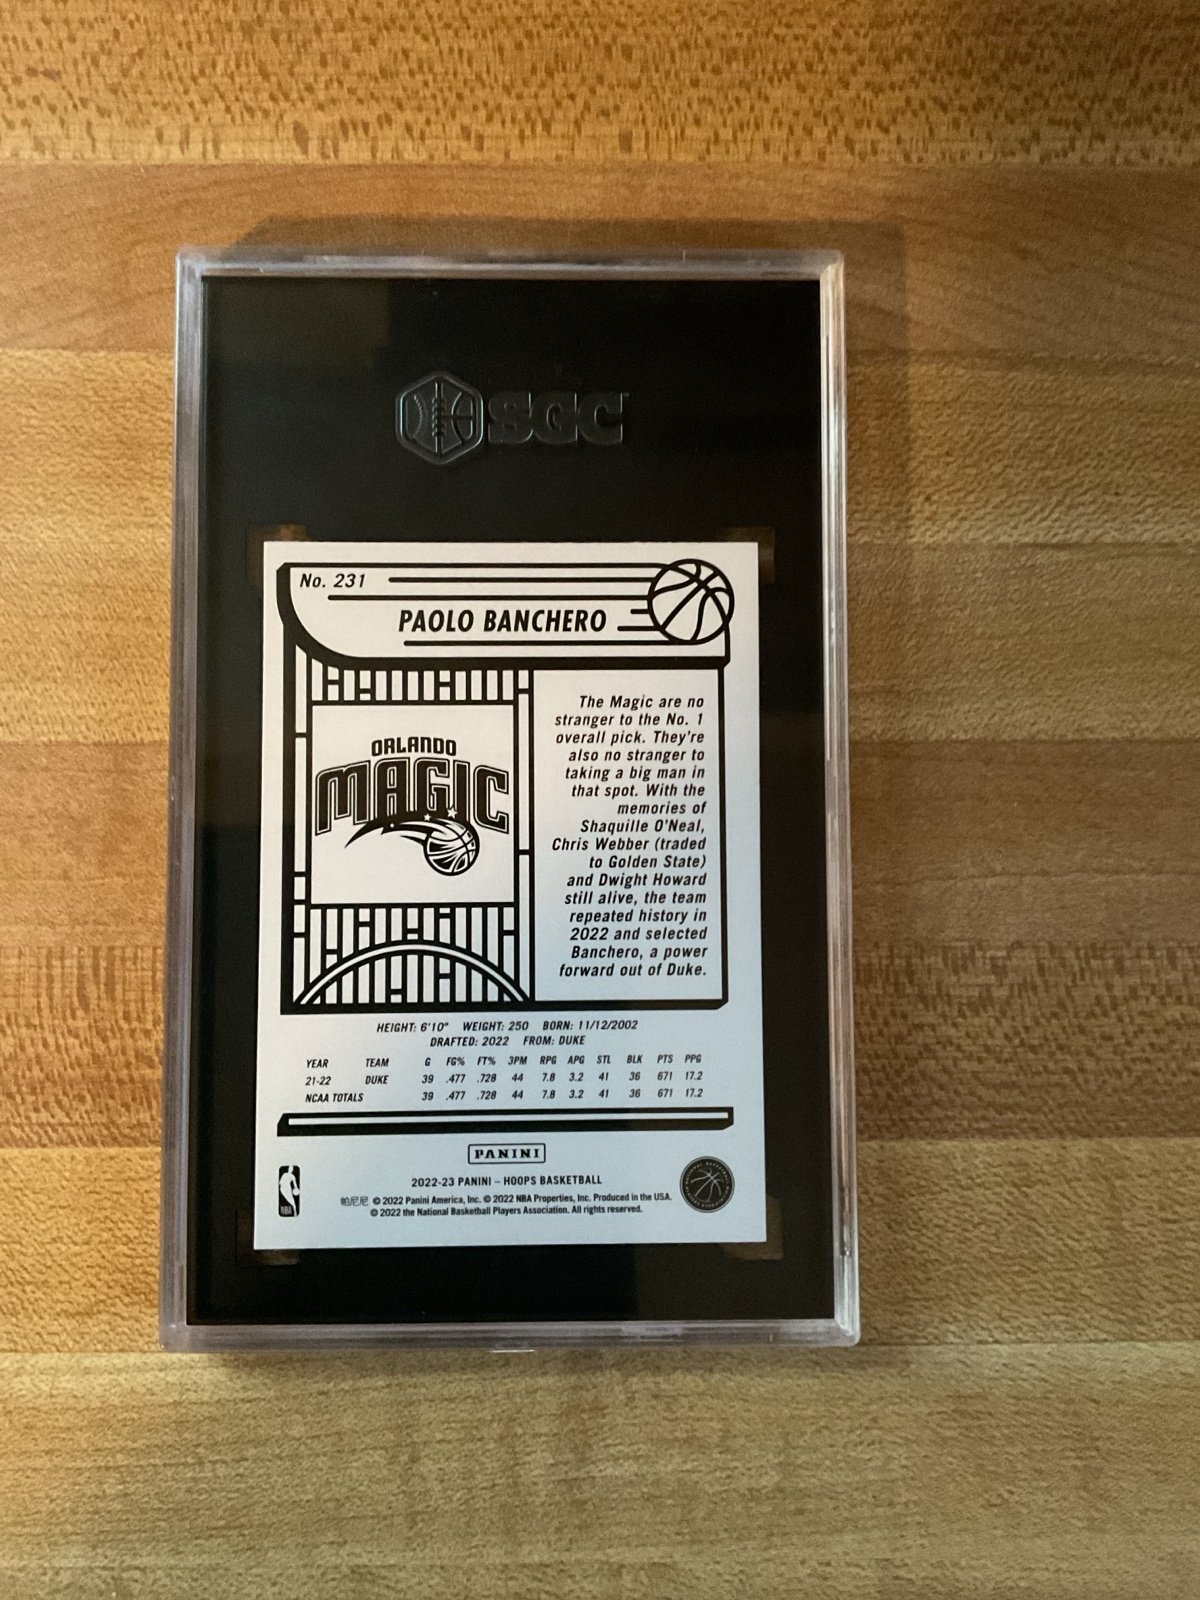 SGC
No. 231
PAOLO BANCHERO
ORLANDO
MAGIC
The Magic are no
stranger to the No. 1
overall pick. They're
also no stranger to
taking a big man in
that spot. With the
memories of
Shaquille O'Neal,
Chris Webber (traded
to Golden State)
and Dwight Howard
still alive, the team
repeated history in
2022 and selected
Banchero, a power
forward out of Duke.
HEIGHT: 6'10" WEIGHT: 250 BORN: 11/12/2002
DRAFTED: 2022 FROM: DUKE
YEAR TEAM G FG% FT% 3PM RPG APG STL BLK PTS PPG
21-22 DUKE 39 .477 .728 44 7.8 3.2 41 36 671 17.2
NCAA TOTALS 39 .477 .728 44 7.8 3.2 41 36 671 17.2
PANINI
2022-23 PANINI – HOOPS BASKETBALL
帕尼尼 © 2022 Panini America, Inc. © 2022 NBA Properties, Inc. Produced in the USA.
© 2022 the National Basketball Players Association. All rights reserved.
NBA